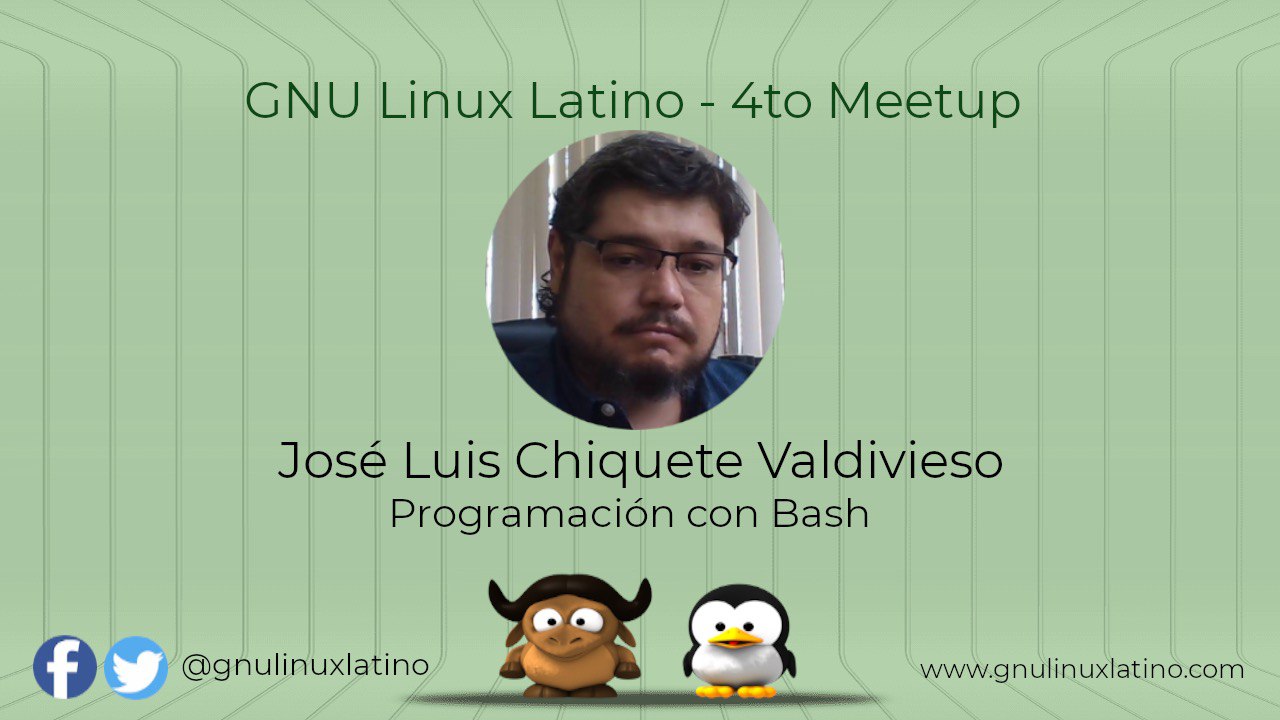 GNU Linux Latino - 4to Meetup
José Luis Chiquete Valdivieso
Programación con Bash
@gnulinuxlatino
www.gnulinuxlatino.com